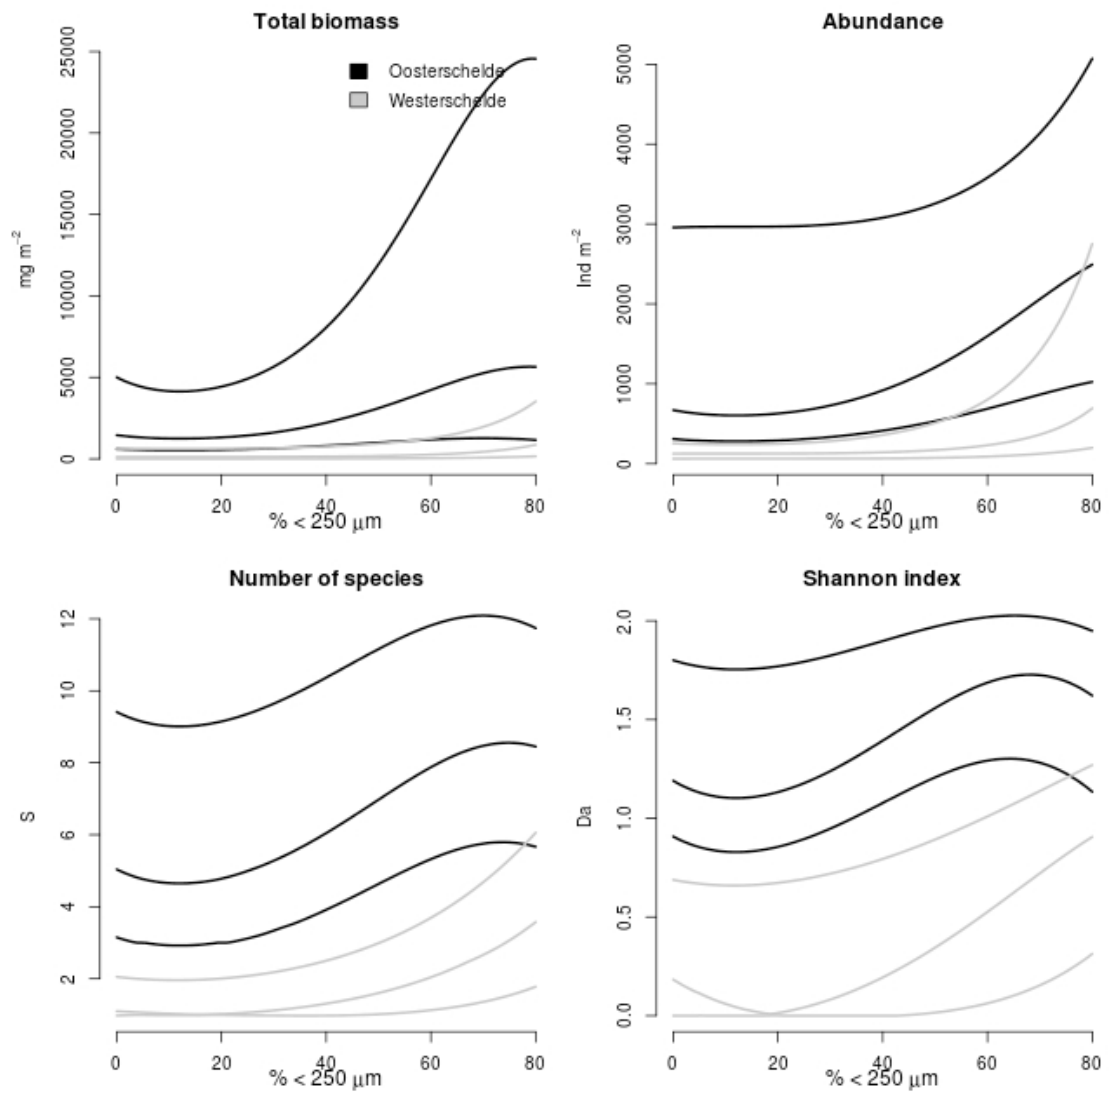 Total biomass
25000
20000
15000
10000
5000
0
mg m⁻²
Oosterschelde
Westerschelde
0 20 40 60 80
% < 250 µm
Abundance
5000
4000
3000
2000
1000
0
Ind m⁻²
0 20 40 60 80
% < 250 µm
Number of species
12
10
8
6
4
2
S
0 20 40 60 80
% < 250 µm
Shannon index
2.0
1.5
1.0
0.5
0.0
Da
0 20 40 60 80
% < 250 µm